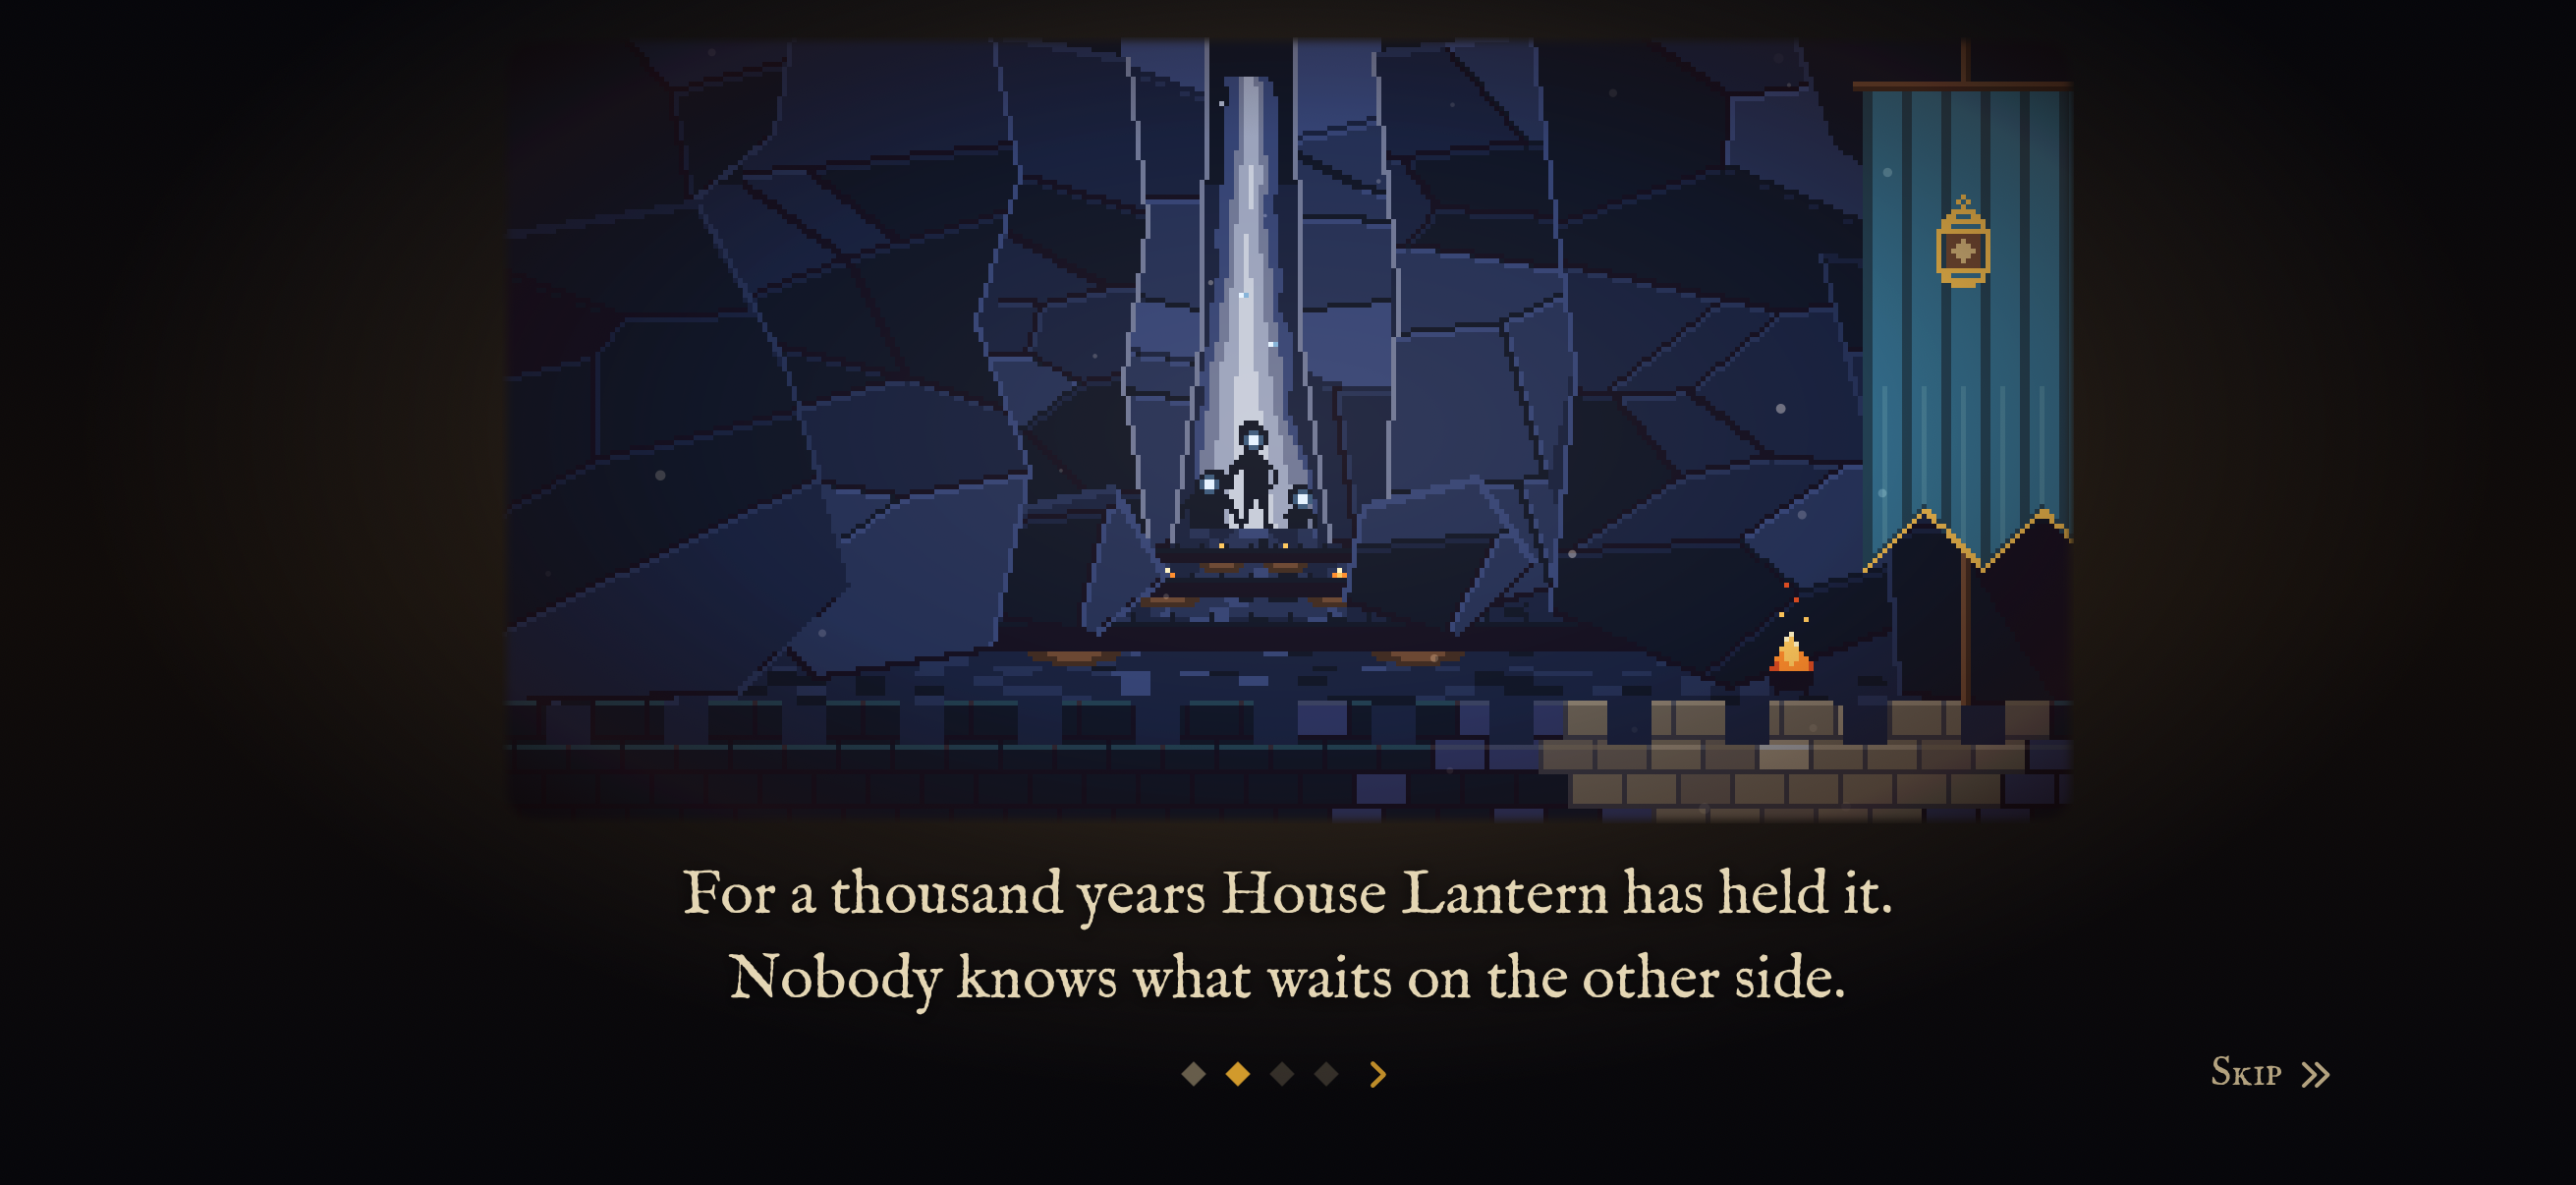 For a thousand years House Lantern has held it.
Nobody knows what waits on the other side.
Skip